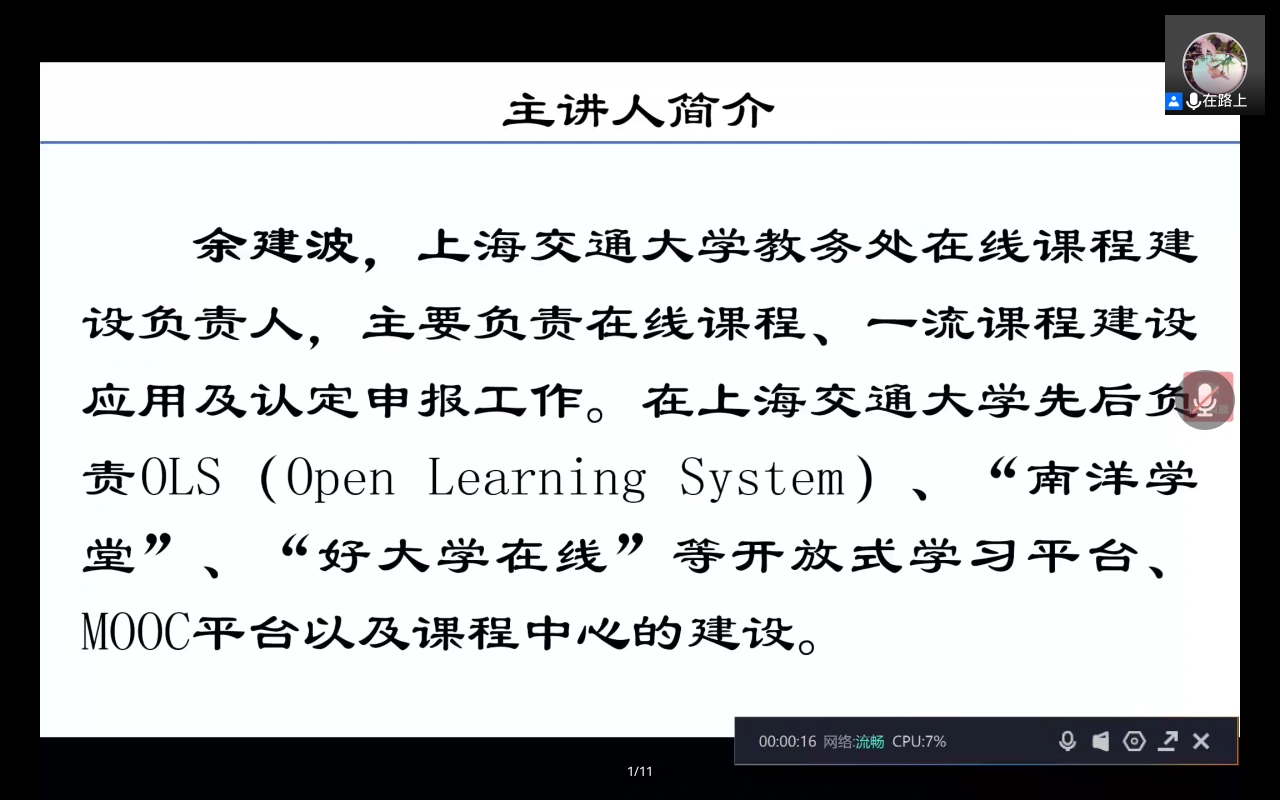 在路上
主讲人简介
余建波，上海交通大学教务处在线课程建
设负责人，主要负责在线课程、一流课程建设
应用及认定申报工作。在上海交通大学先后负
责OLS（Open Learning System）、“南洋学
堂”、“好大学在线”等开放式学习平台、
MOOC平台以及课程中心的建设。
00:00:16 网络:流畅 CPU:7%
1/11